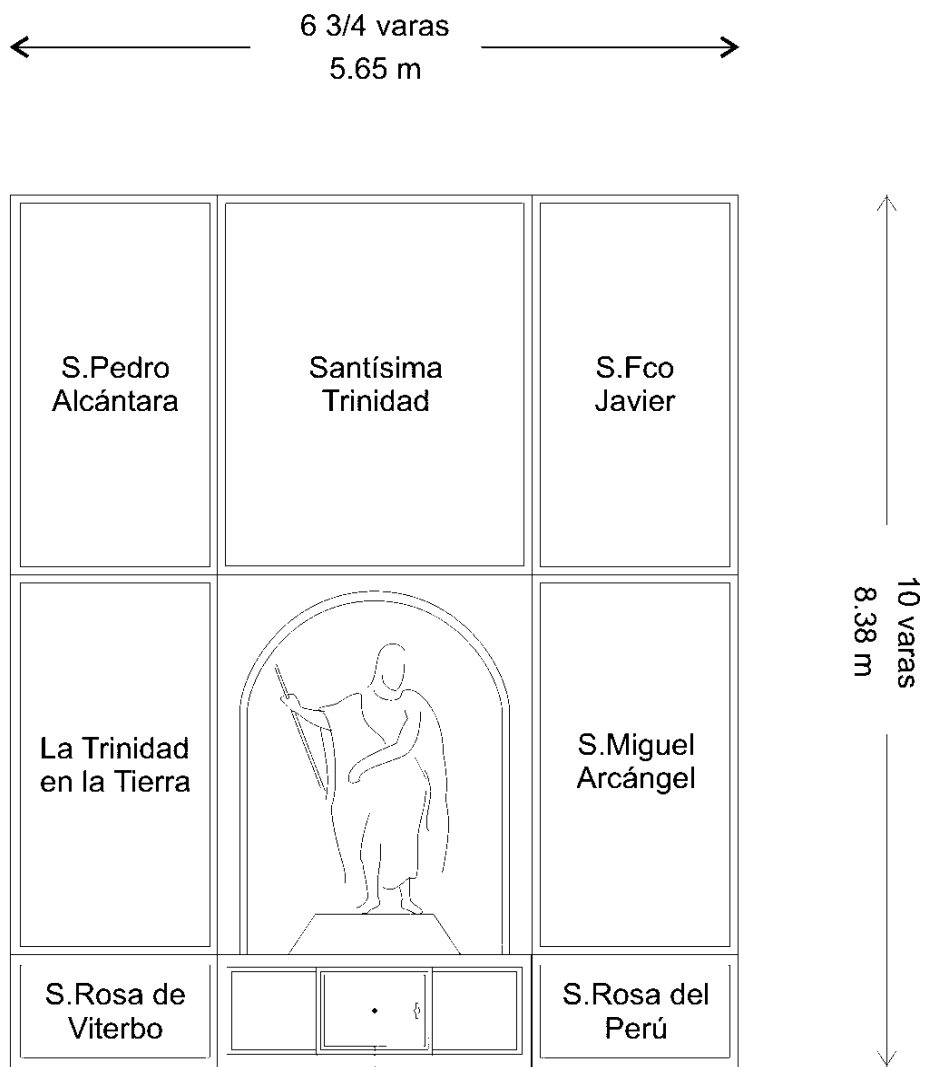 6 3/4 varas
5.65 m
S.Pedro
Alcántara
Santísima
Trinidad
S.Fco
Javier
10 varas
8.38 m
La Trinidad
en la Tierra
S.Miguel
Arcángel
S.Rosa de
Viterbo
S.Rosa del
Perú